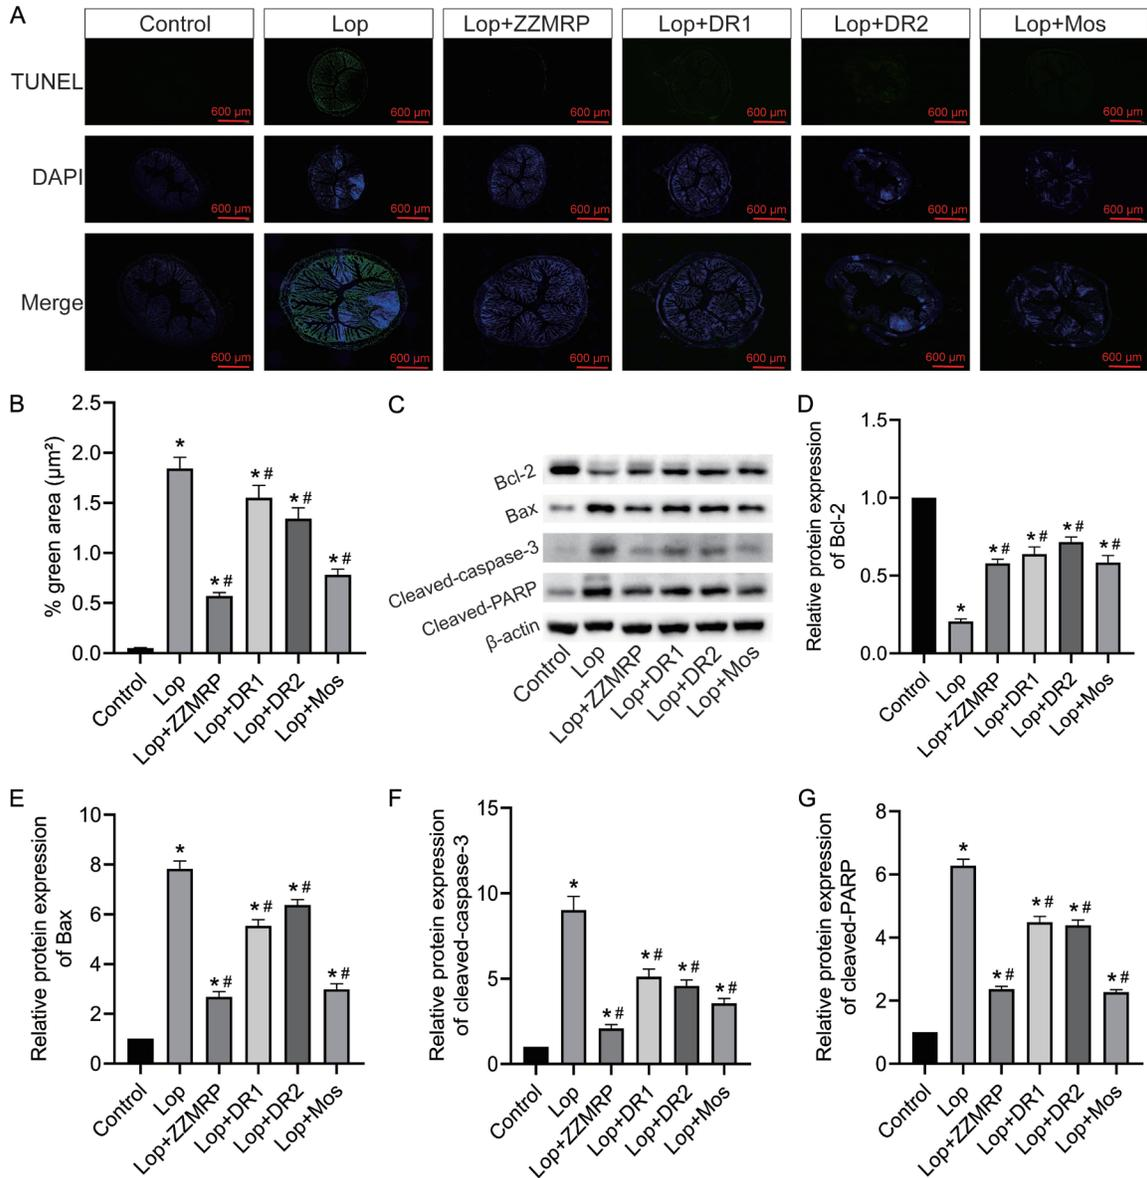 A
Control Lop Lop+ZZMRP Lop+DR1 Lop+DR2 Lop+Mos
TUNEL
600 μm 600 μm 600 μm 600 μm 600 μm 600 μm
DAPI
600 μm 600 μm 600 μm 600 μm 600 μm 600 μm
Merge
600 μm 600 μm 600 μm 600 μm 600 μm 600 μm
B
% green area (μm²)
2.5
2.0
1.5
1.0
0.5
0.0
*
*#
*#
*#
*#
Control Lop Lop+ZZMRP Lop+DR1 Lop+DR2 Lop+Mos
C
Bcl-2
Bax
Cleaved-caspase-3
Cleaved-PARP
β-actin
Control Lop Lop+ZZMRP Lop+DR1 Lop+DR2 Lop+Mos
D
Relative protein expression
of Bcl-2
1.5
1.0
0.5
0.0
*
*#
*#
*#
*#
Control Lop Lop+ZZMRP Lop+DR1 Lop+DR2 Lop+Mos
E
Relative protein expression
of Bax
10
8
6
4
2
0
*
*#
*#
*#
*#
Control Lop Lop+ZZMRP Lop+DR1 Lop+DR2 Lop+Mos
F
Relative protein expression
of cleaved-caspase-3
15
10
5
0
*
*#
*#
*#
*#
Control Lop Lop+ZZMRP Lop+DR1 Lop+DR2 Lop+Mos
G
Relative protein expression
of cleaved-PARP
8
6
4
2
0
*
*#
*#
*#
*#
Control Lop Lop+ZZMRP Lop+DR1 Lop+DR2 Lop+Mos